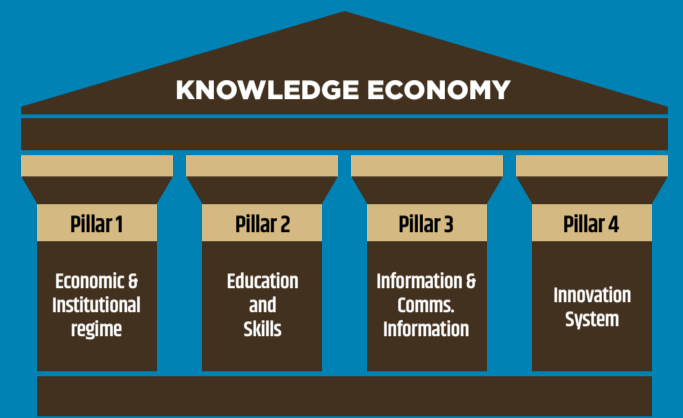 KNOWLEDGE ECONOMY
Pillar 1
Economic &
Institutional
regime
Pillar 2
Education
and
Skills
Pillar 3
Information &
Comms.
Information
Pillar 4
Innovation
System